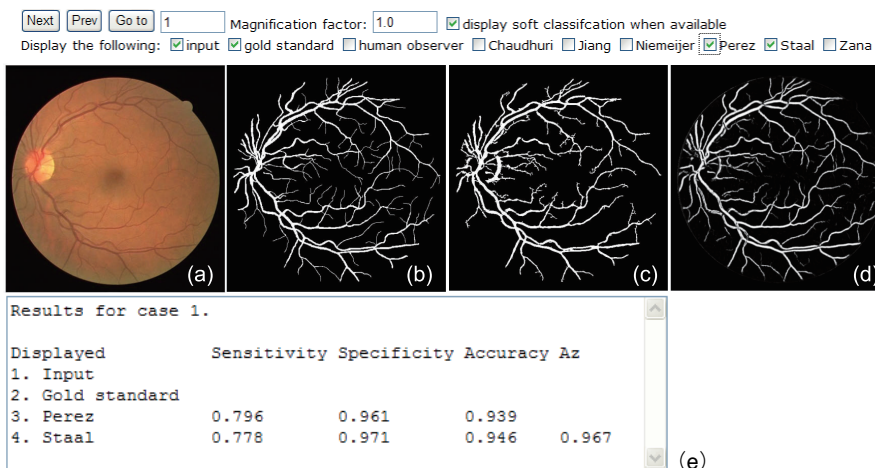 Next Prev Go to 1 Magnification factor: 1.0 display soft classifcation when available
Display the following: input gold standard human observer Chaudhuri Jiang Niemeijer Perez Staal Zana
(a) (b) (c) (d)
Results for case 1.
Displayed Sensitivity Specificity Accuracy Az
1. Input
2. Gold standard
3. Perez 0.796 0.961 0.939
4. Staal 0.778 0.971 0.946 0.967
(e)